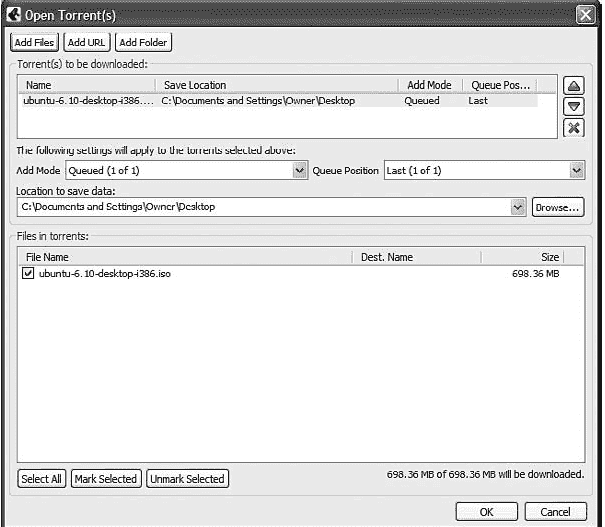 Open Torrent(s)
Add Files Add URL Add Folder
Torrent(s) to be downloaded:
Name Save Location Add Mode Queue Pos...
ubuntu-6.10-desktop-i386.... C:\Documents and Settings\Owner\Desktop Queued Last
The following settings will apply to the torrents selected above:
Add Mode Queued (1 of 1) Queue Position Last (1 of 1)
Location to save data:
C:\Documents and Settings\Owner\Desktop Browse...
Files in torrents:
File Name Dest. Name Size
ubuntu-6.10-desktop-i386.iso 698.36 MB
Select All Mark Selected Unmark Selected 698.36 MB of 698.36 MB will be downloaded.
OK Cancel